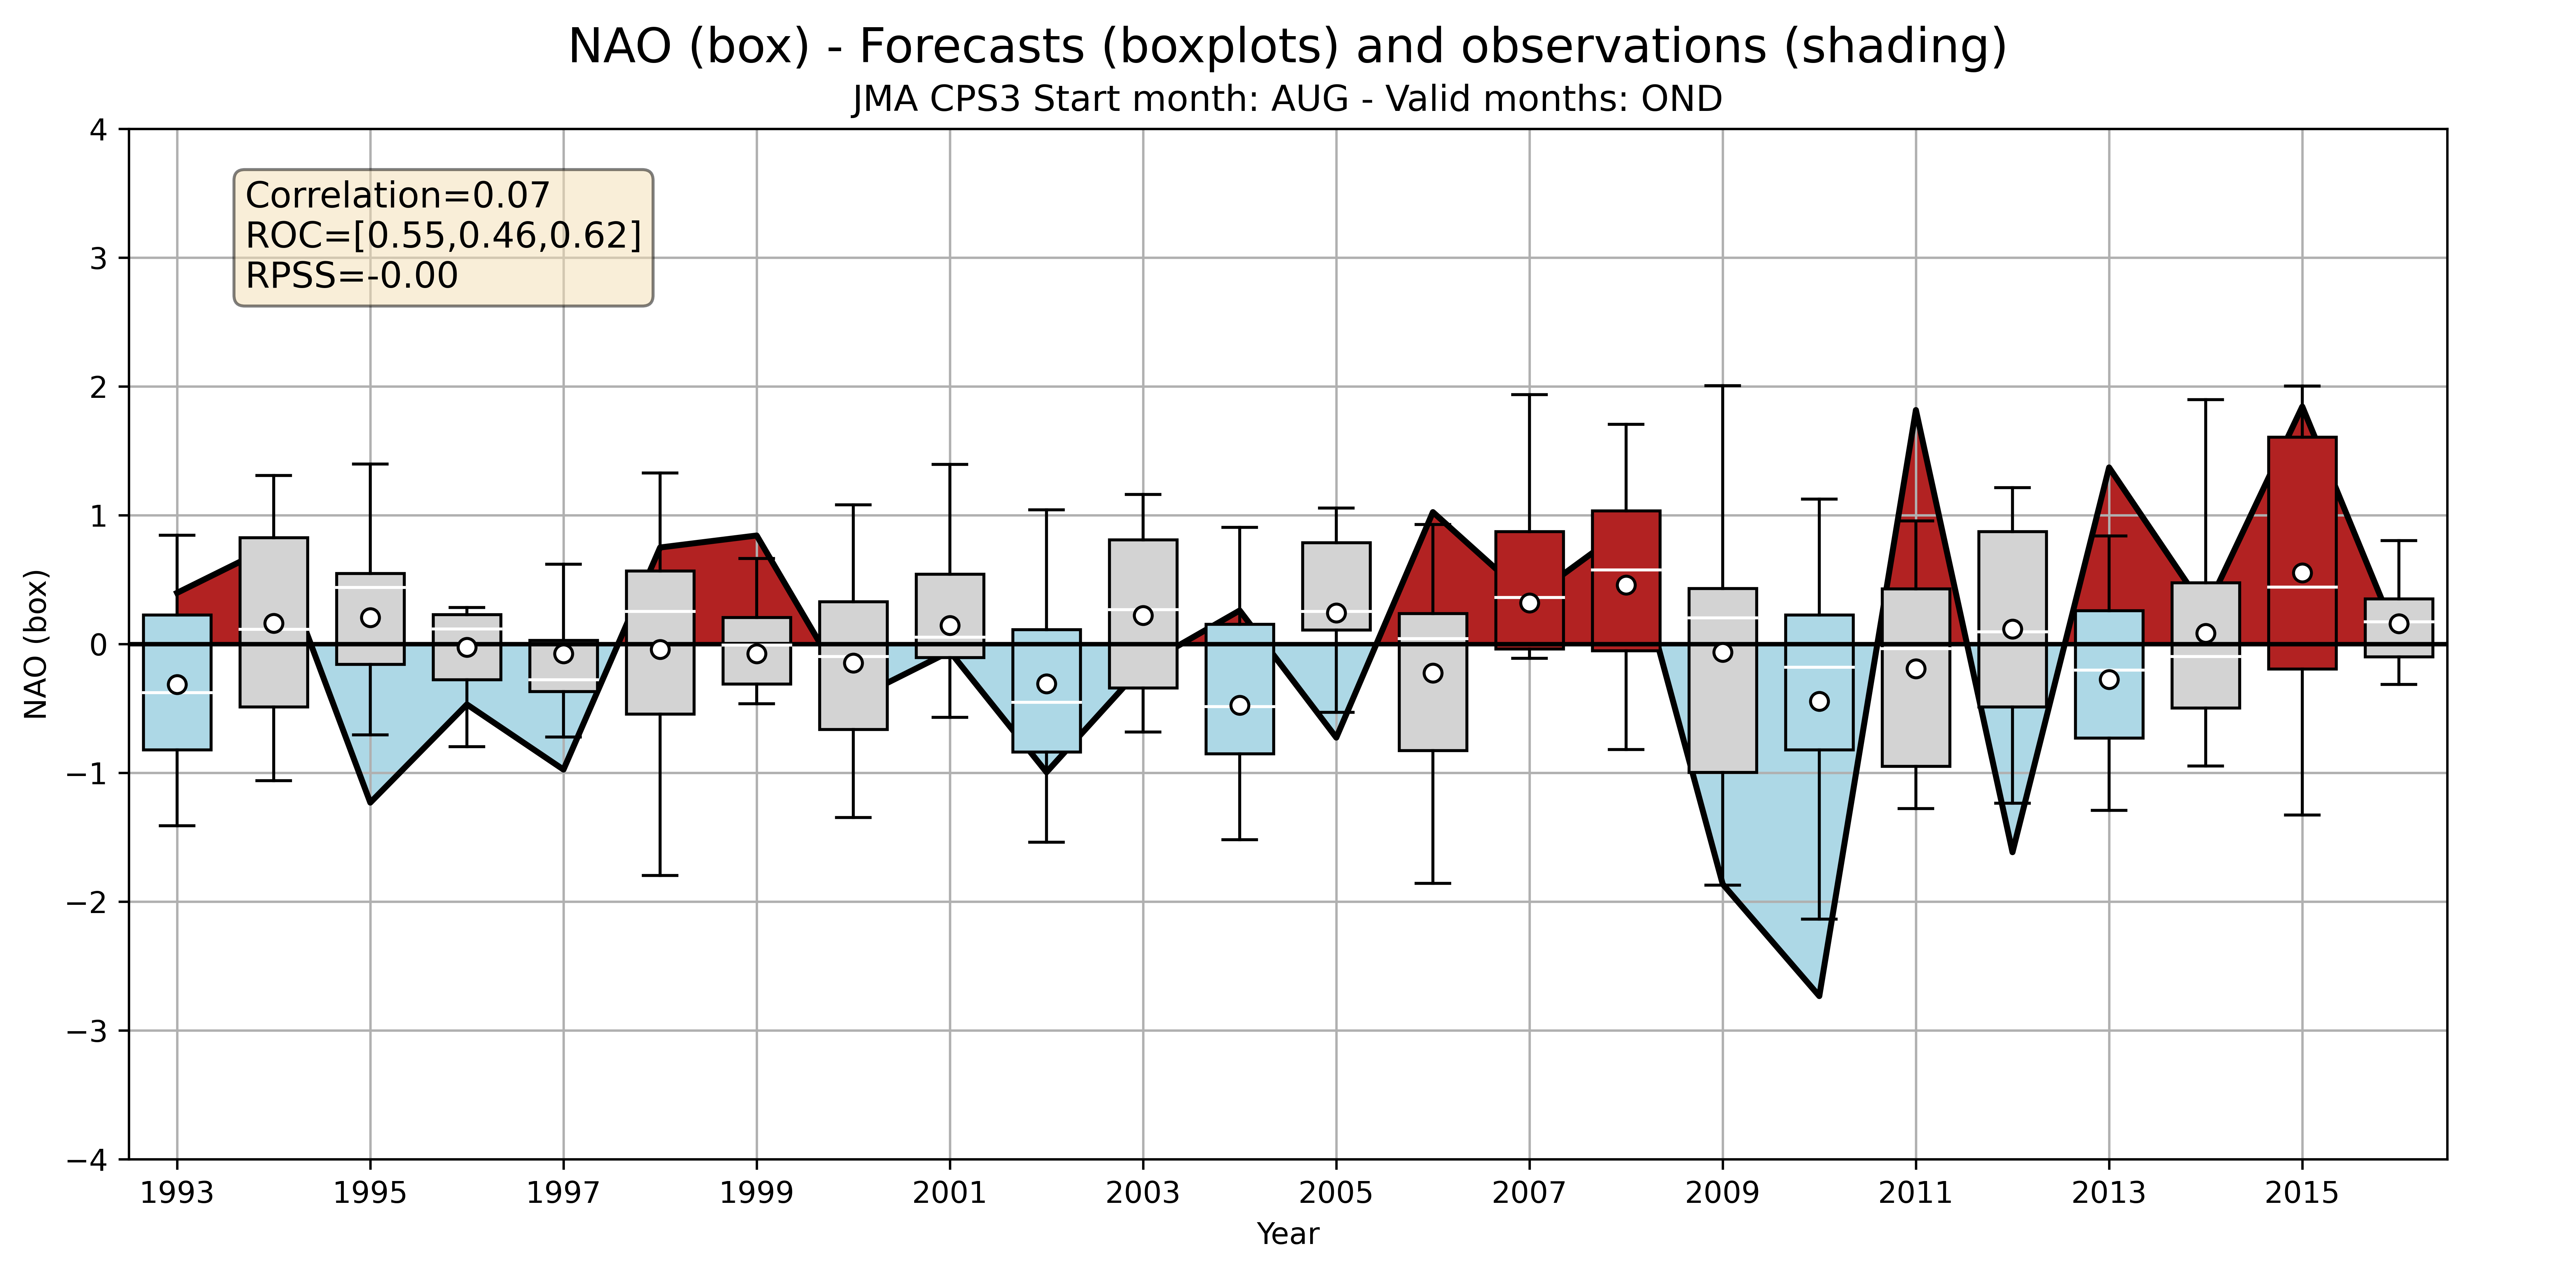 NAO (box) - Forecasts (boxplots) and observations (shading)
JMA CPS3 Start month: AUG - Valid months: OND
4
3
2
1
0
−1
−2
−3
−4
NAO (box)
Correlation=0.07
ROC=[0.55,0.46,0.62]
RPSS=-0.00
1993 1995 1997 1999 2001 2003 2005 2007 2009 2011 2013 2015
Year